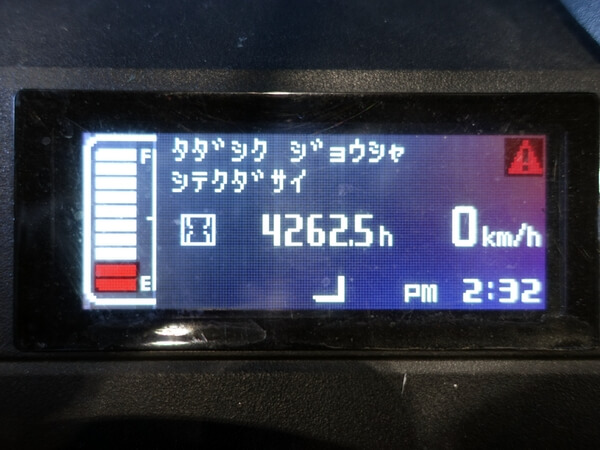 タダシク ジョウシャ
シテクダサイ
F
4262.5h
0km/h
E
PM 2:32